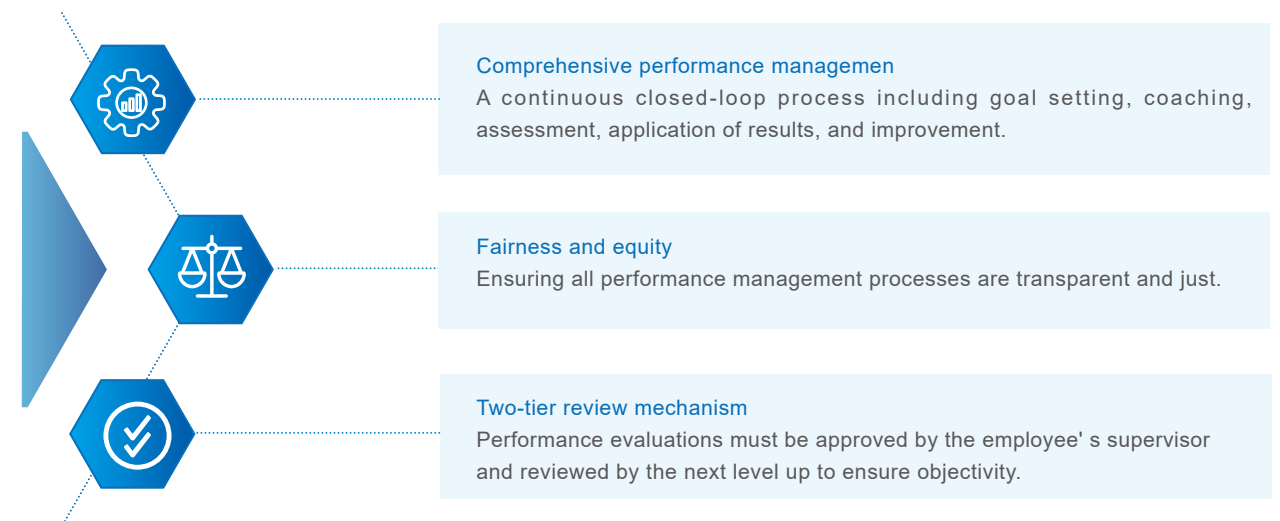 Comprehensive performance managemen
A continuous closed-loop process including goal setting, coaching,
assessment, application of results, and improvement.
Fairness and equity
Ensuring all performance management processes are transparent and just.
Two-tier review mechanism
Performance evaluations must be approved by the employee' s supervisor
and reviewed by the next level up to ensure objectivity.